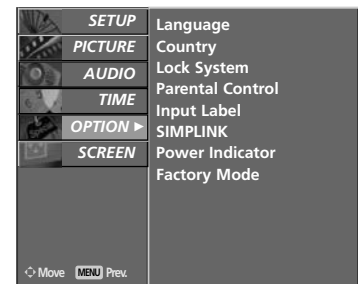 SETUP
PICTURE
AUDIO
TIME
OPTION ►
SCREEN
Move MENU Prev.
Language
Country
Lock System
Parental Control
Input Label
SIMPLINK
Power Indicator
Factory Mode